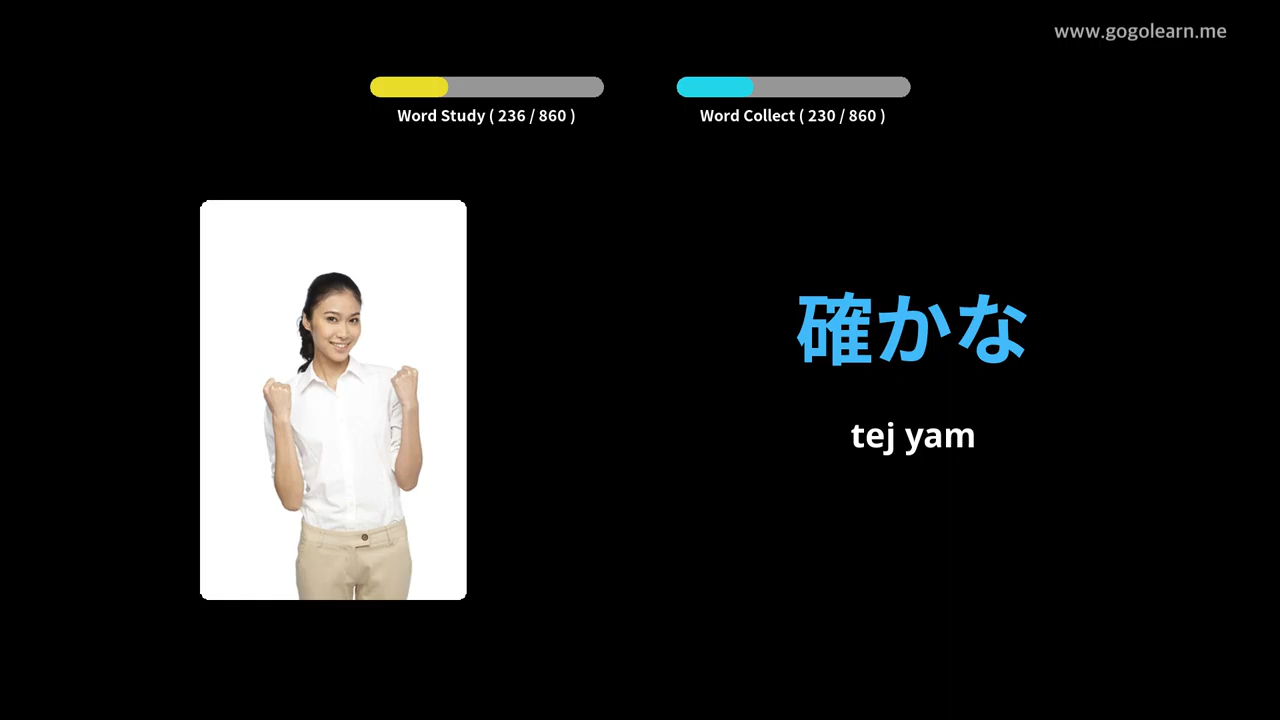 www.gogolearn.me
Word Study ( 236 / 860 )
Word Collect ( 230 / 860 )
確かな
tej yam